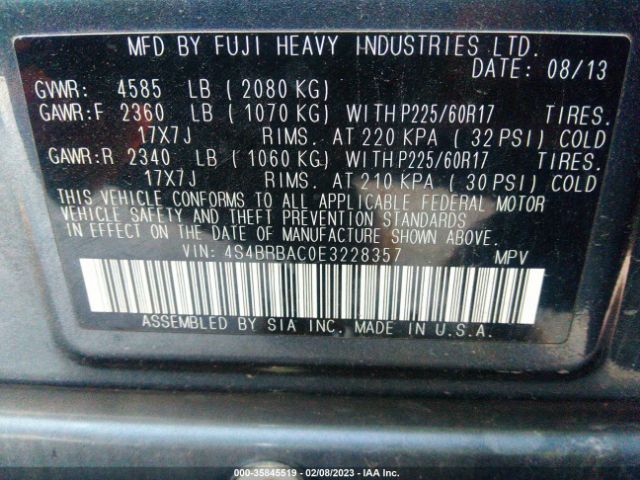 MFD BY FUJI HEAVY INDUSTRIES LTD.
DATE: 08/13
GVWR: 4585 LB ( 2080 KG)
GAWR:F 2360 LB ( 1070 KG) WITH P225/60R17 TIRES.
17X7J RIMS. AT 220 KPA ( 32 PSI) COLD
GAWR:R 2340 LB ( 1060 KG) WITH P225/60R17 TIRES.
17X7J RIMS. AT 210 KPA ( 30 PSI) COLD
THIS VEHICLE CONFORMS TO ALL APPLICABLE FEDERAL MOTOR
VEHICLE SAFETY AND THEFT PREVENTION STANDARDS
IN EFFECT ON THE DATE OF MANUFACTURE SHOWS ABOVE.
VIN: 4S4BRBAC0E3228357 MPV
ASSEMBLED BY SIA INC. MADE IN U.S.A.
000-35845519 - 02/08/2023 - IAA Inc.